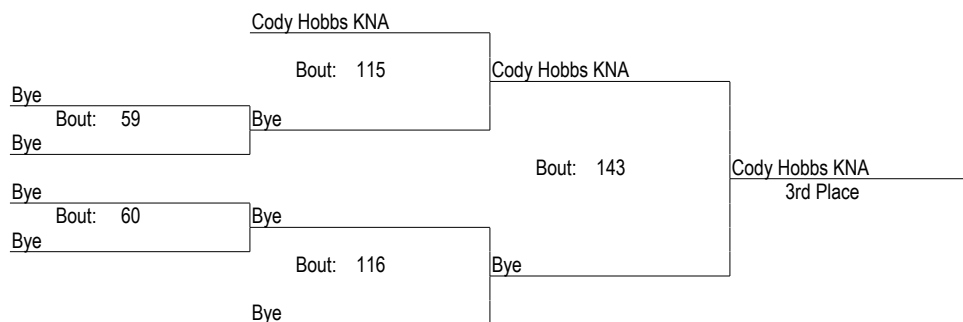 Cody Hobbs KNA
Bout: 115
Cody Hobbs KNA
Bye
Bout: 59
Bye
Bye
Bout: 143
Cody Hobbs KNA
3rd Place
Bye
Bout: 60
Bye
Bye
Bout: 116
Bye
Bye